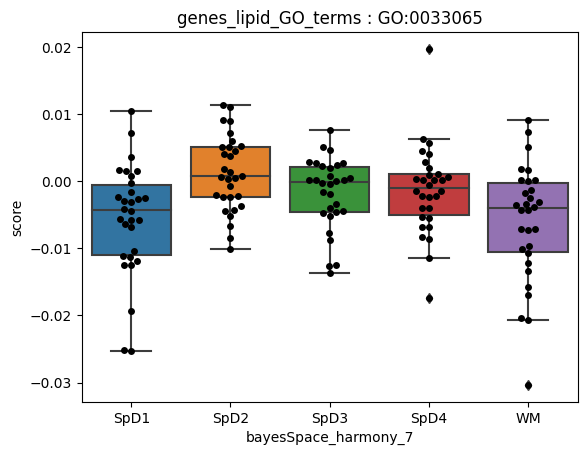 genes_lipid_GO_terms : GO:0033065
0.02
0.01
0.00
−0.01
−0.02
−0.03
score
SpD1 SpD2 SpD3 SpD4 WM
bayesSpace_harmony_7